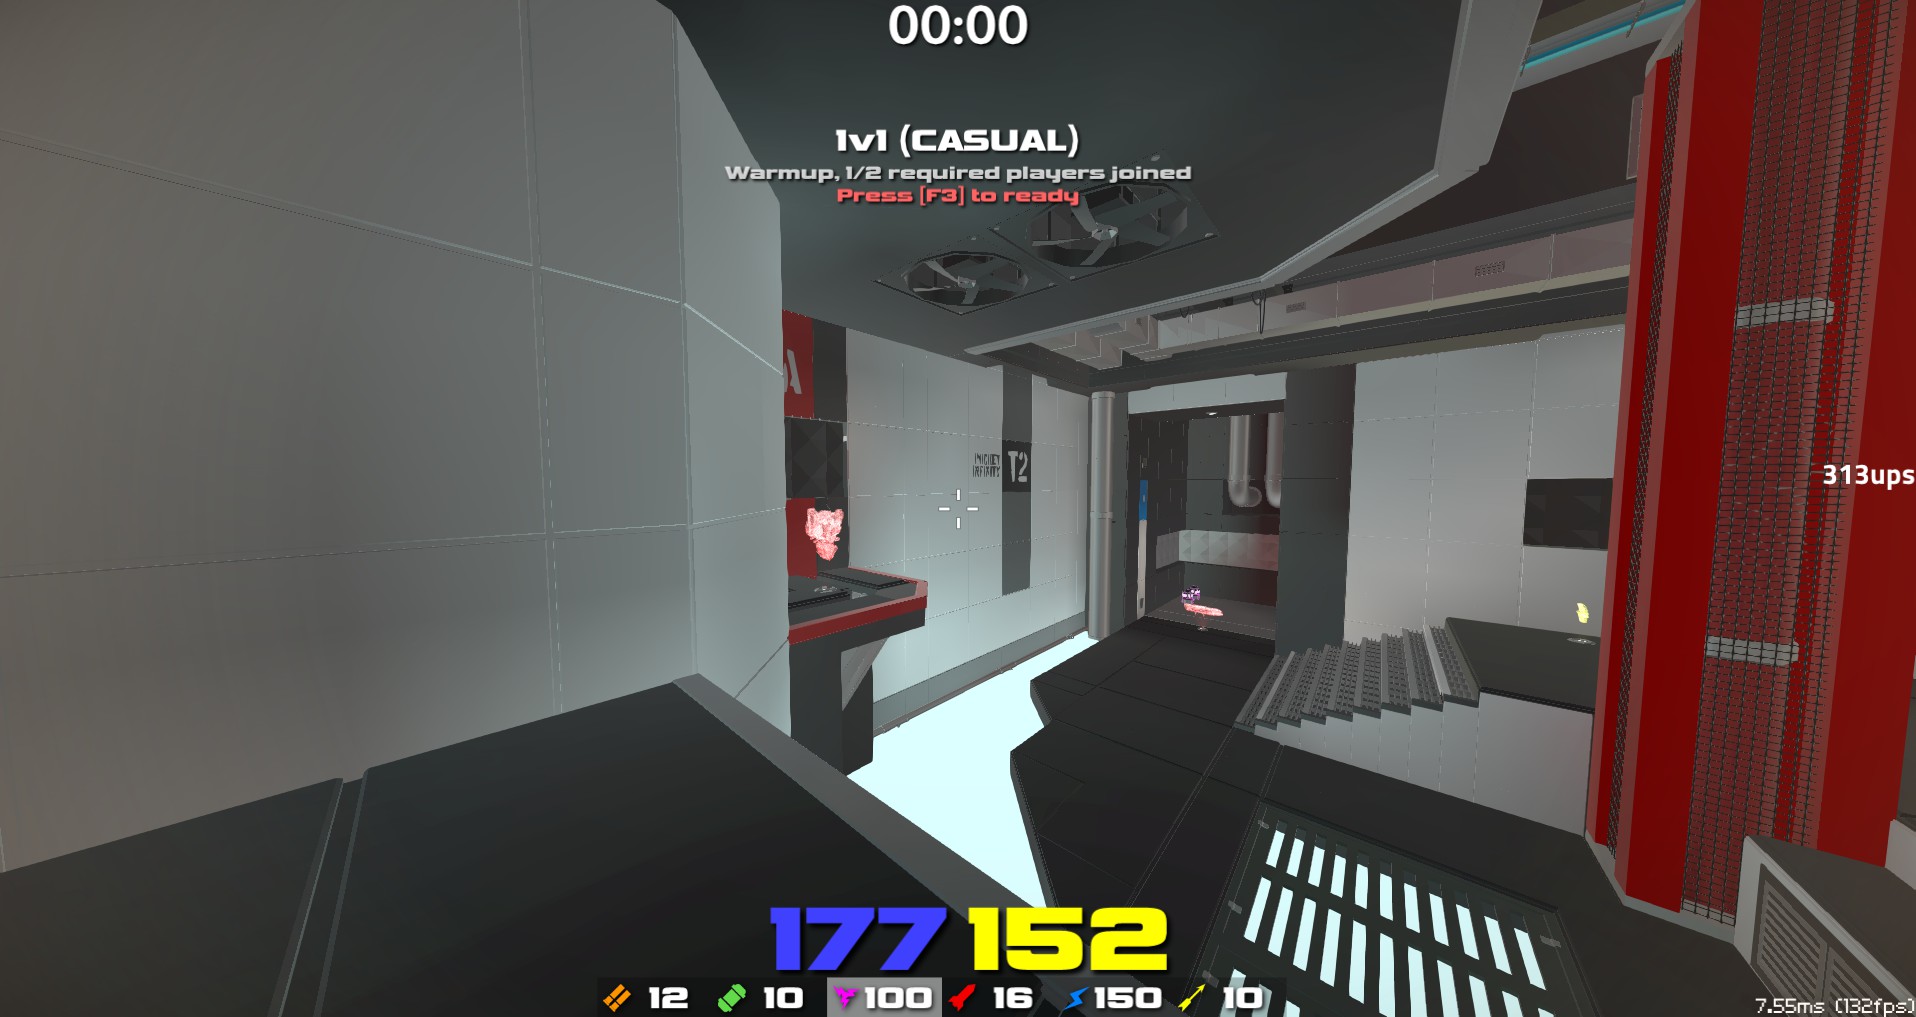 00:00
1v1 (CASUAL)
Warmup, 1/2 required players joined
Press [F3] to ready
A
T2
313ups
177 152
12 10 100 16 150 10
7.55ms (132fps)